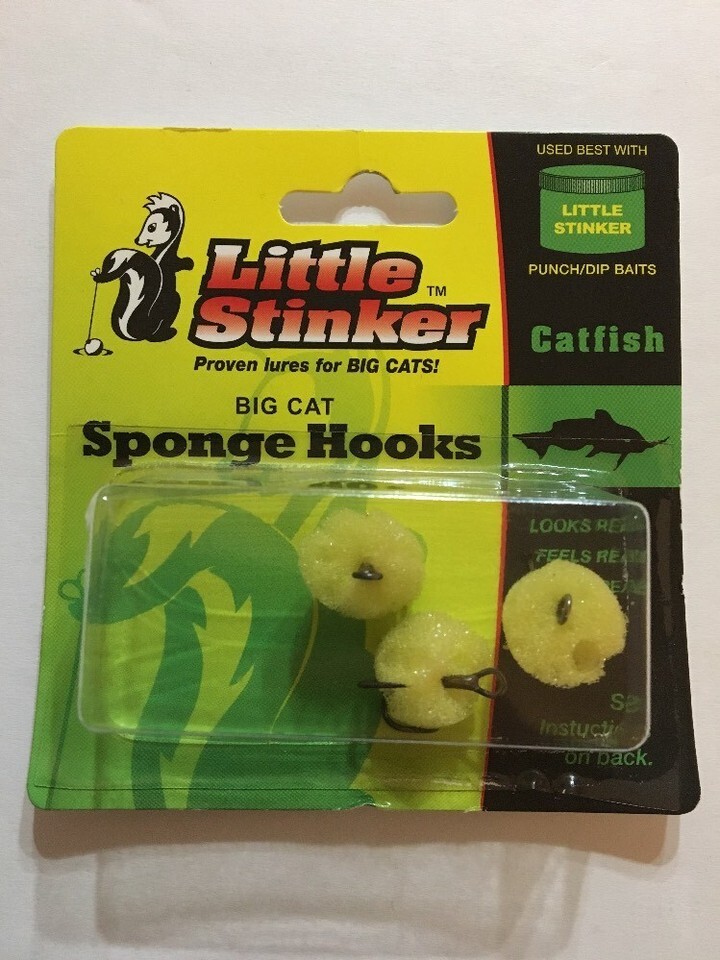 Little
Stinker™
Proven lures for BIG CATS!
BIG CAT
Sponge Hooks
USED BEST WITH
LITTLE
STINKER
PUNCH/DIP BAITS
Catfish
LOOKS
FEELS
Instuctio
on back.